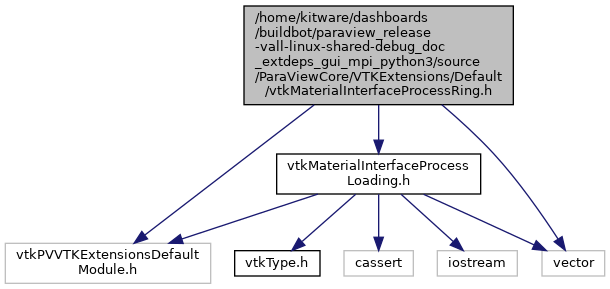 /home/kitware/dashboards
/buildbot/paraview_release
-vall-linux-shared-debug_doc
_extdeps_gui_mpi_python3/source
/ParaViewCore/VTKExtensions/Default
/vtkMaterialInterfaceProcessRing.h
vtkMaterialInterfaceProcess
Loading.h
vtkPVVTKExtensionsDefault
Module.h
vtkType.h
cassert
iostream
vector